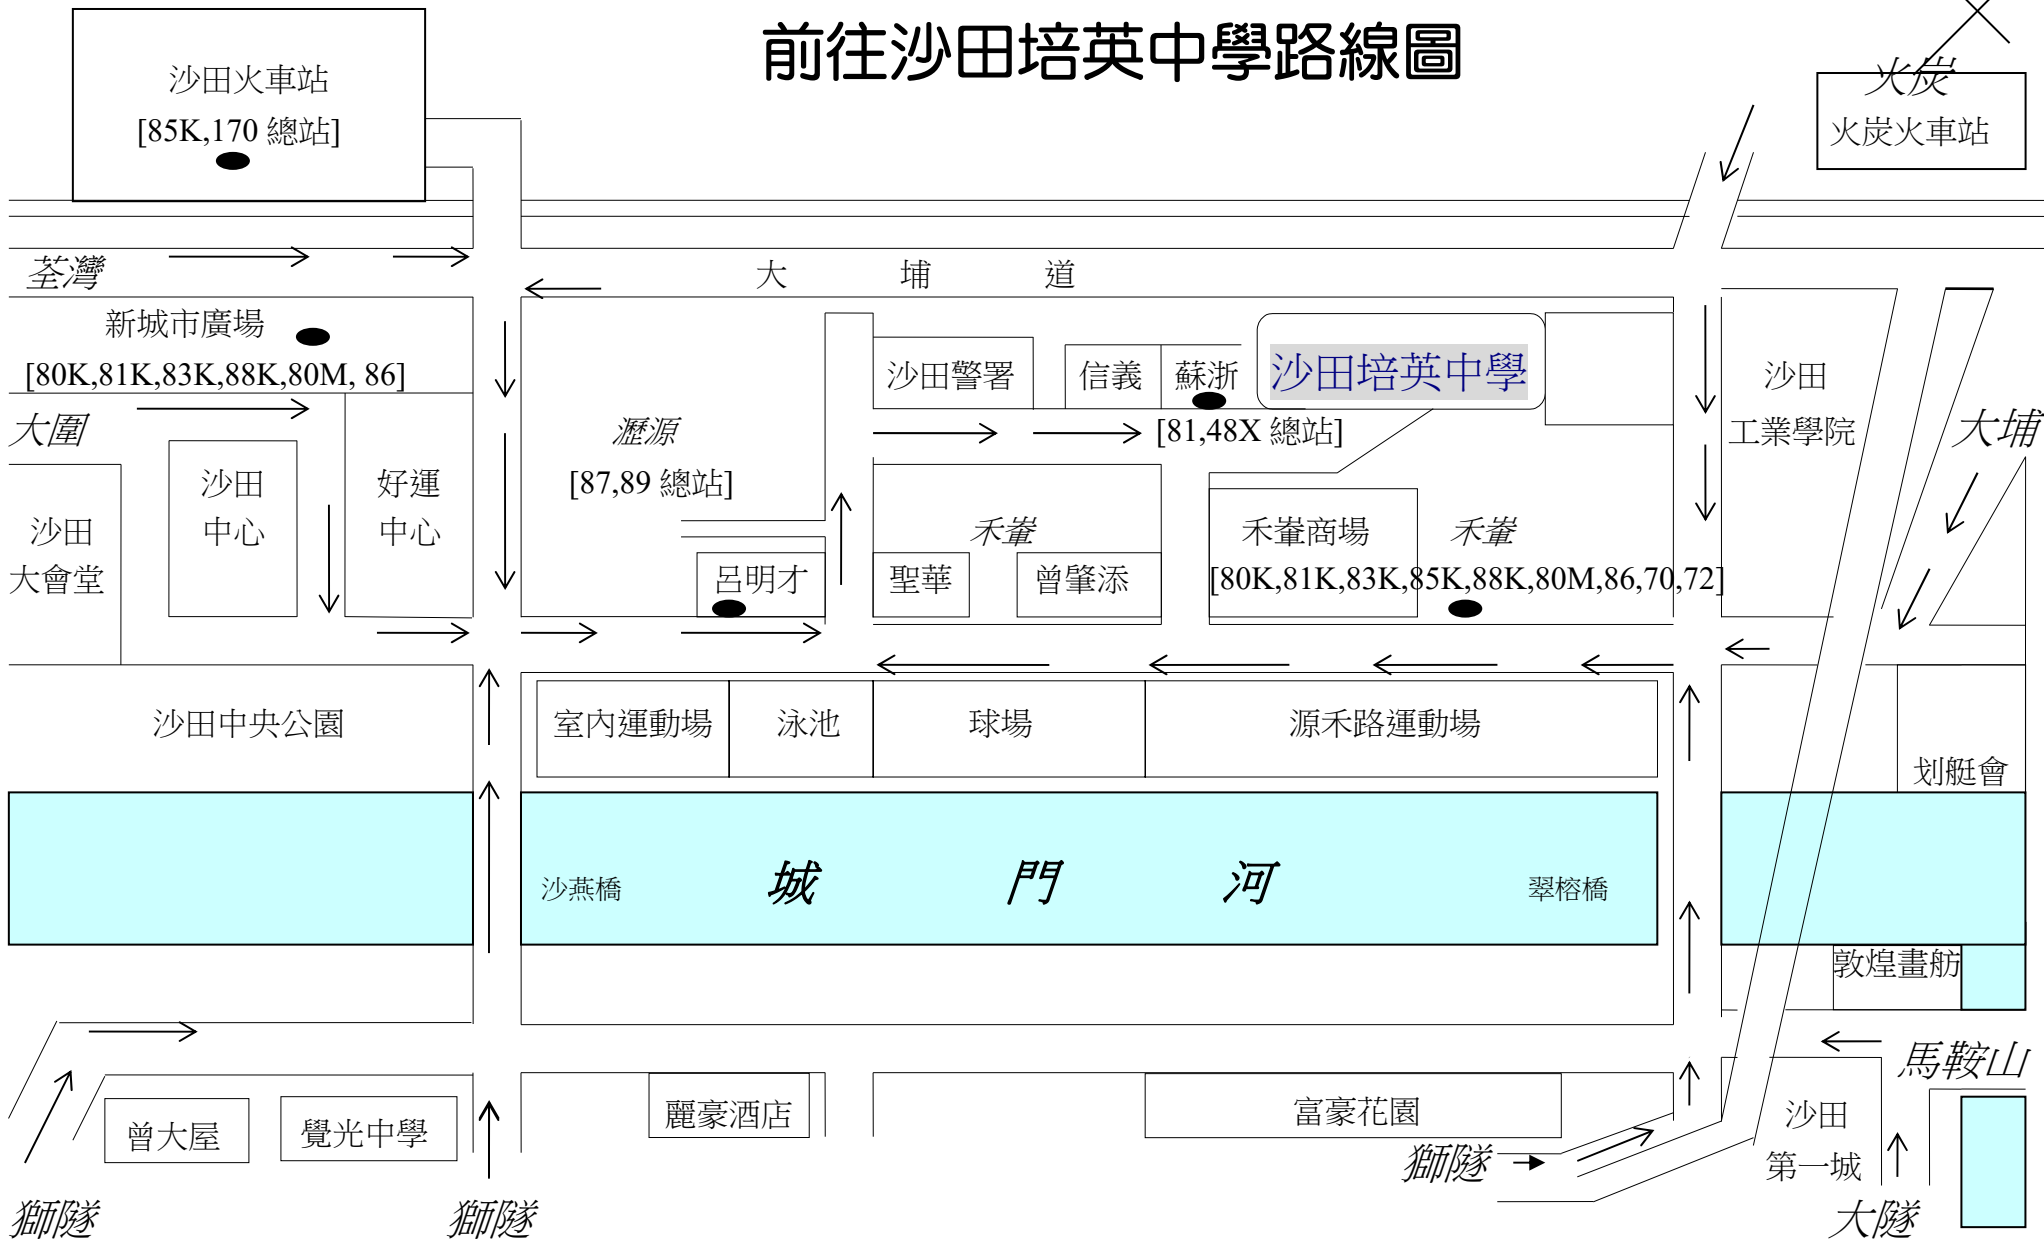 前往沙田培英中學路線圖
沙田火車站
[85K,170 總站]
火炭
火炭火車站
荃灣
大埔道
新城市廣場
[80K,81K,83K,88K,80M, 86]
沙田警署
信義
蘇浙
沙田培英中學
沙田
工業學院
大圍
瀝源
[87,89 總站]
[81,48X 總站]
大埔
沙田
中心
好運
中心
沙田
大會堂
禾輋
禾輋商場
禾輋
呂明才
聖華
曾肇添
[80K,81K,83K,85K,88K,80M,86,70,72]
沙田中央公園
室內運動場
泳池
球場
源禾路運動場
划艇會
沙燕橋
城門河
翠榕橋
敦煌畫舫
馬鞍山
曾大屋
覺光中學
麗豪酒店
富豪花園
沙田
第一城
獅隧
獅隧
獅隧
大隧